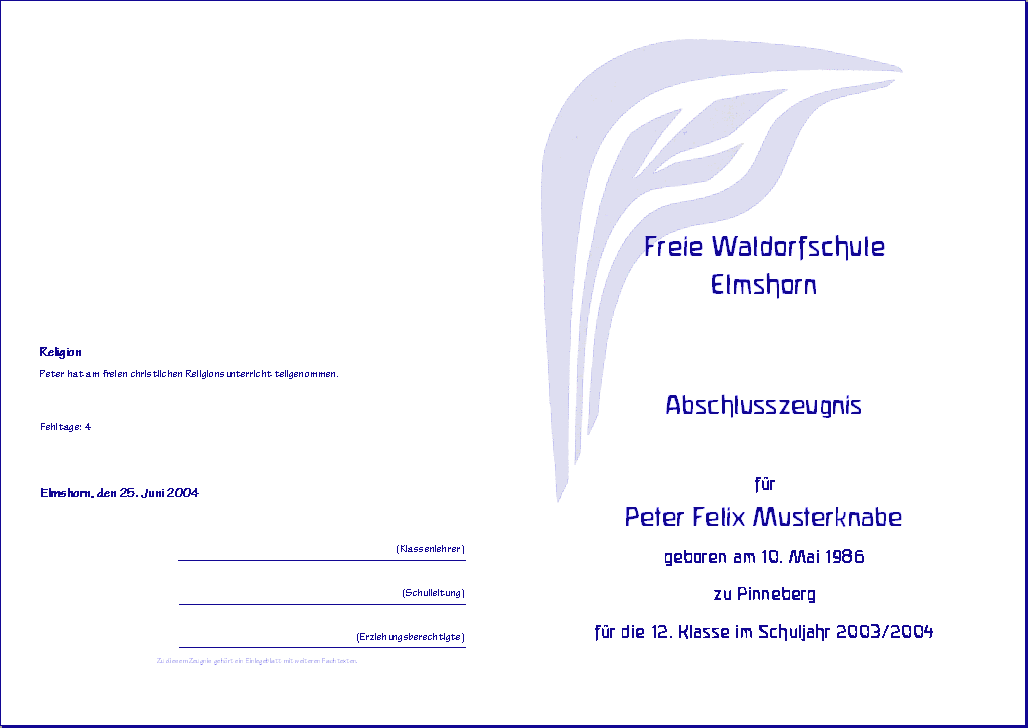 Religion
Peter hat am freien christlichen Religionsunterricht teilgenommen.
Fehltage: 4
Elmshorn, den 25. Juni 2004
(Klassenlehrer)
(Schulleitung)
(Erziehungsberechtigte)
Zu diesem Zeugnis gehört ein Einlegeblatt mit weiteren Fachtexten.
Freie Waldorfschule
Elmshorn
Abschlusszeugnis
für
Peter Felix Musterknabe
geboren am 10. Mai 1986
zu Pinneberg
für die 12. Klasse im Schuljahr 2003/2004